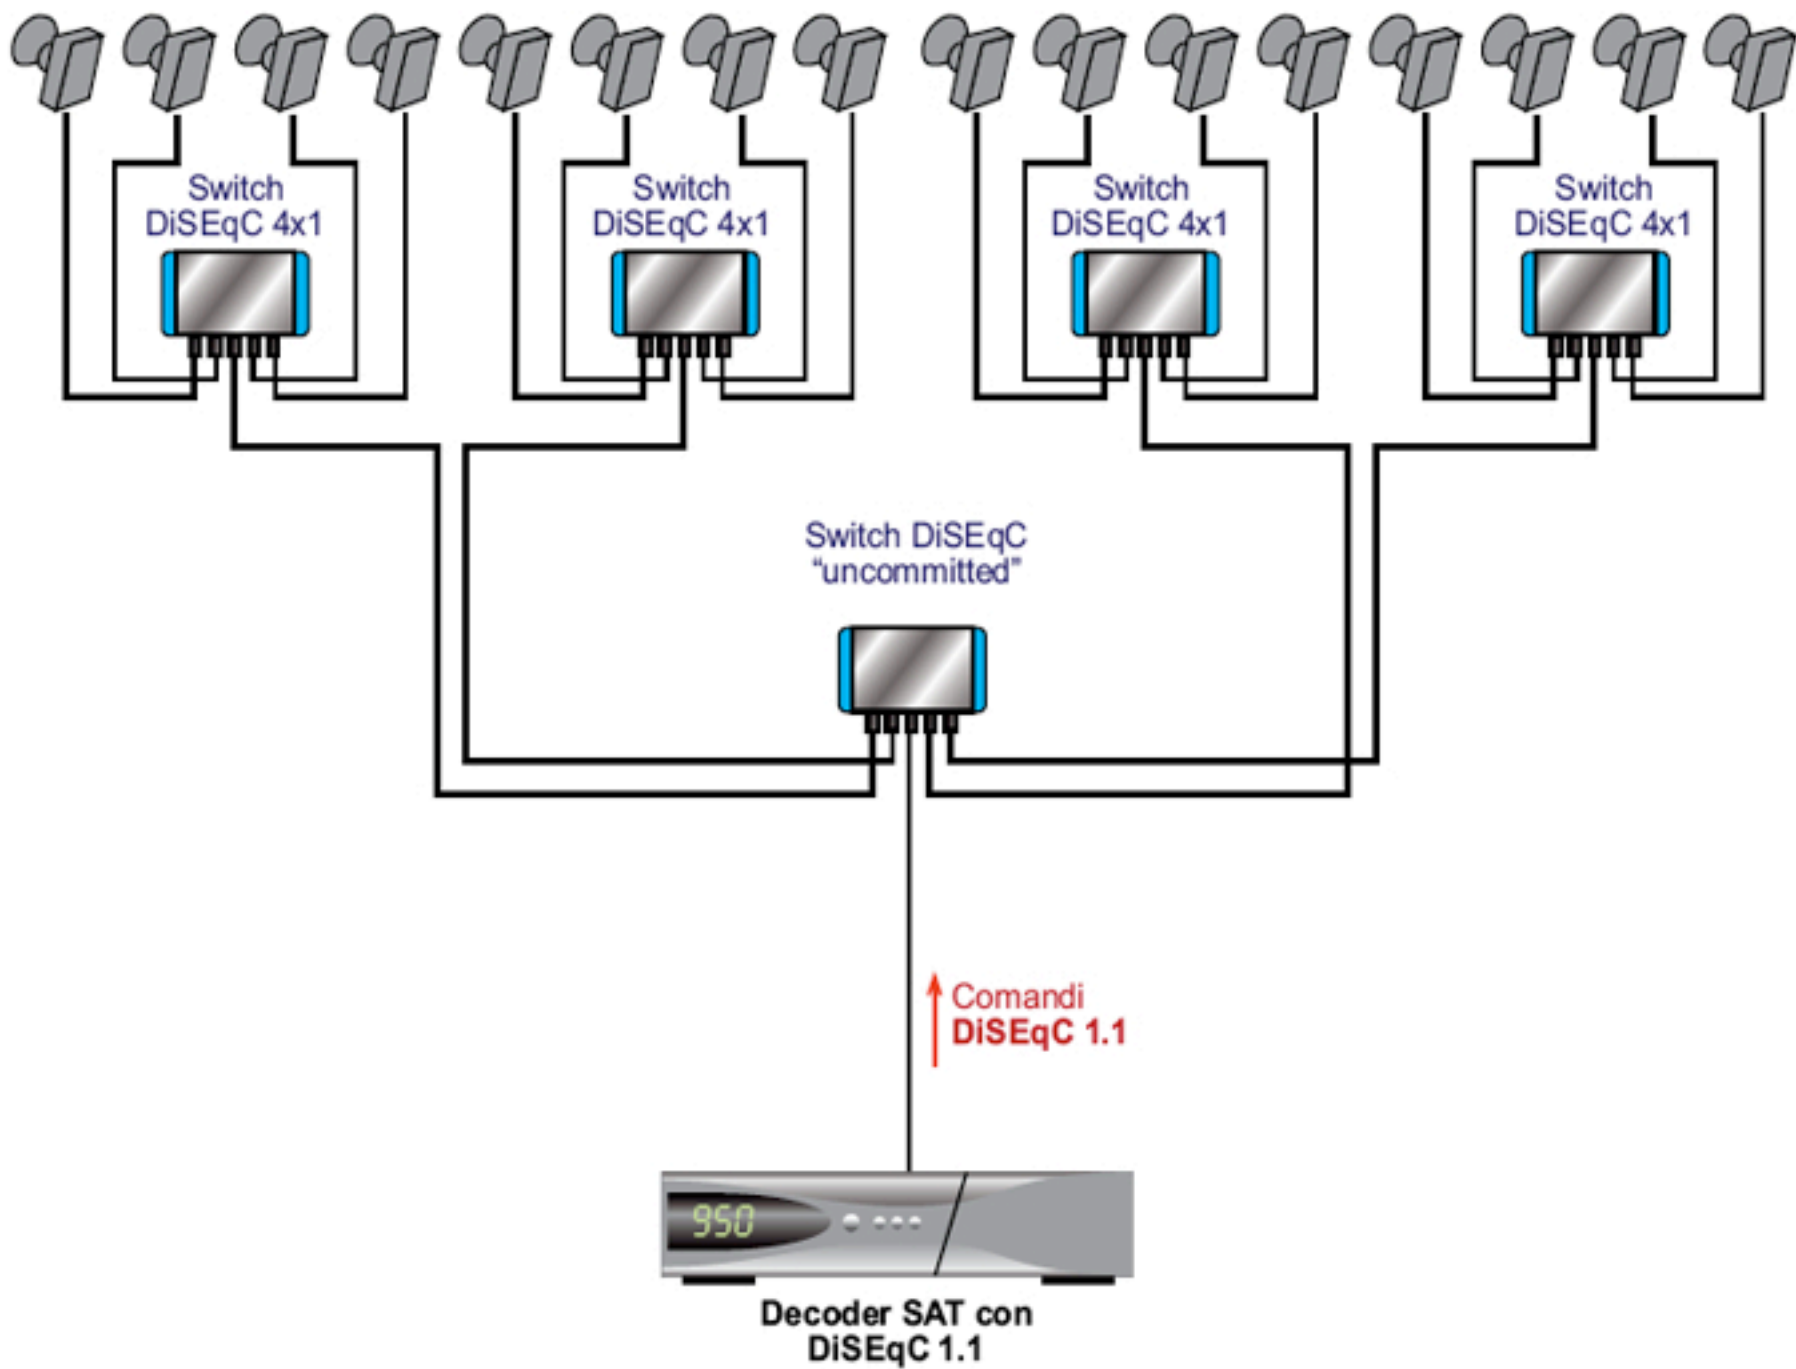 Switch
DiSEqC 4x1
Switch
DiSEqC 4x1
Switch
DiSEqC 4x1
Switch
DiSEqC 4x1
Switch DiSEqC
“uncommitted”
Comandi
DiSEqC 1.1
950
Decoder SAT con
DiSEqC 1.1